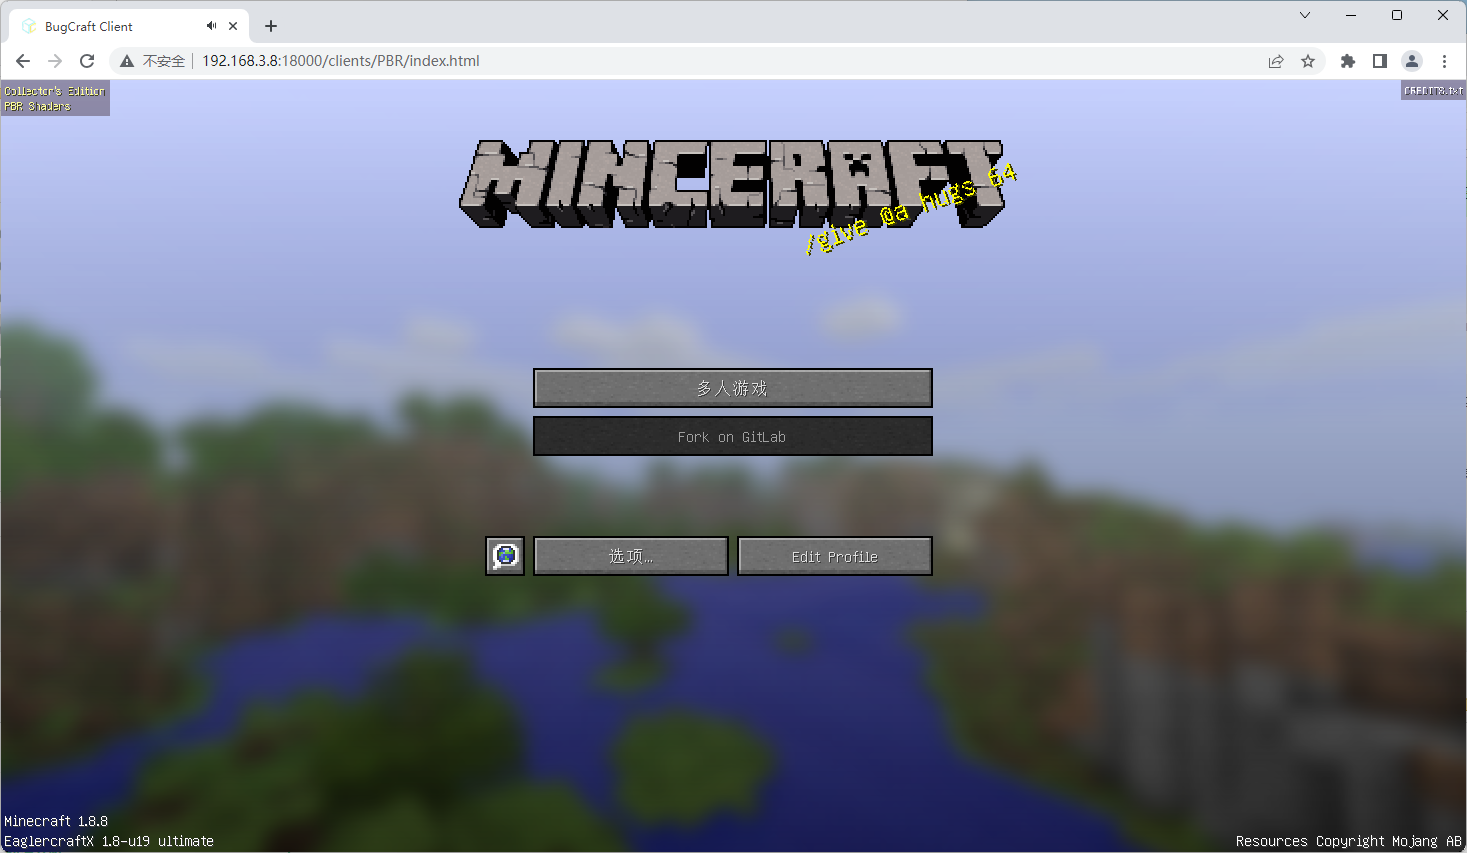 BugCraft Client
不安全
192.168.3.8:18000/clients/PBR/index.html
Collector's Edition
PBR Shaders
CREDITS.txt
MINCERAFT
/give @a hugs 64
多人游戏
Fork on GitLab
选项...
Edit Profile
Minecraft 1.8.8
EaglercraftX 1.8-u19 ultimate
Resources Copyright Mojang AB